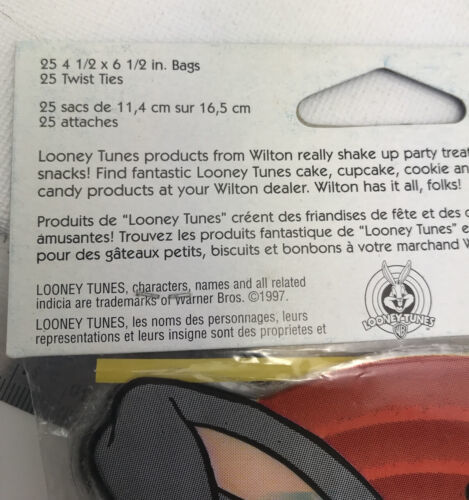 25 4 1/2 x 6 1/2 in. Bags
25 Twist Ties
25 sacs de 11,4 cm sur 16,5 cm
25 attaches
Looney Tunes products from Wilton really shake up party
snacks! Find fantastic Looney Tunes cake, cupcake, cookie
candy products at your Wilton dealer. Wilton has it all, folks!
Produits de "Looney Tunes" créent des friandises de fête et des
amusantes! Trouvez les produits fantastique de "Looney Tunes"
pour des gâteaux petits, biscuits et bonbons à votre marchand
LOONEY TUNES, characters, names and all related
indicia are trademarks of Warner Bros. ©1997.
LOONEY TUNES, les noms des personnages, leurs
representations et leurs insigne sont des proprietes et
LOONEY TUNES
WB